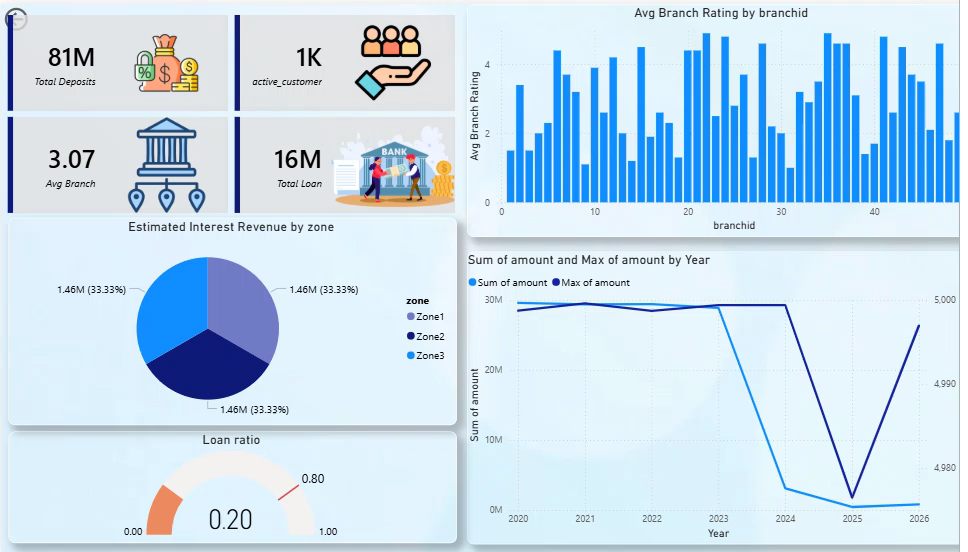 81M
Total Deposits
%
$
1K
active_customer
3.07
Avg Branch
16M
Total Loan
BANK
Estimated Interest Revenue by zone
1.46M (33.33%)
1.46M (33.33%)
1.46M (33.33%)
zone
Zone1
Zone2
Zone3
Loan ratio
0.80
0.20
0.00
1.00
Avg Branch Rating by branchid
Avg Branch Rating
4
2
0
0 10 20 30 40
branchid
Sum of amount and Max of amount by Year
Sum of amount Max of amount
Sum of amount
30M
20M
10M
0M
5,000
4,990
4,980
2020 2021 2022 2023 2024 2025 2026
Year